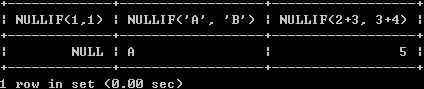 NULLIF(1,1) | NULLIF('A', 'B') | NULLIF(2+3, 3+4)
NULL | A | 5
1 row in set (0.00 sec)